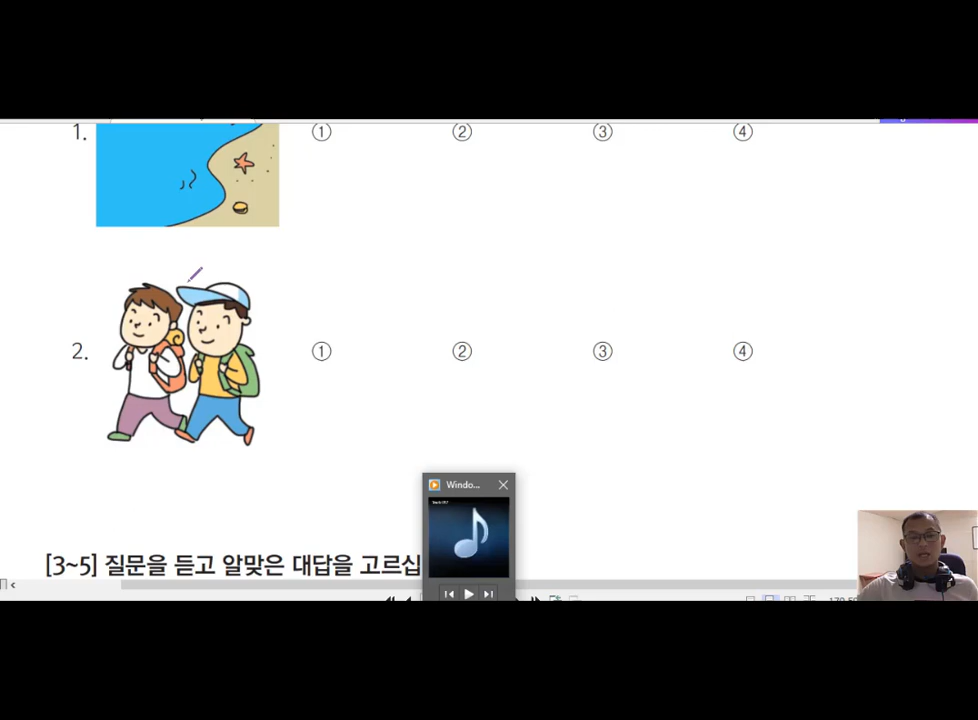 1. ① ② ③ ④
2. ① ② ③ ④
Windo...
[3~5] 질문을 듣고 알맞은 대답을 고르십